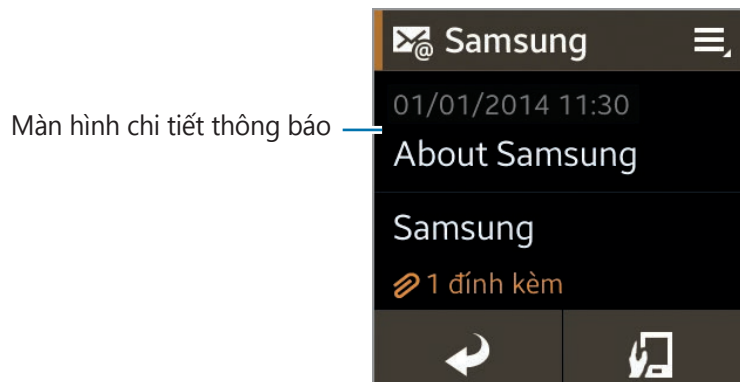 Samsung
01/01/2014 11:30
Màn hình chi tiết thông báo
About Samsung
Samsung
1 đính kèm